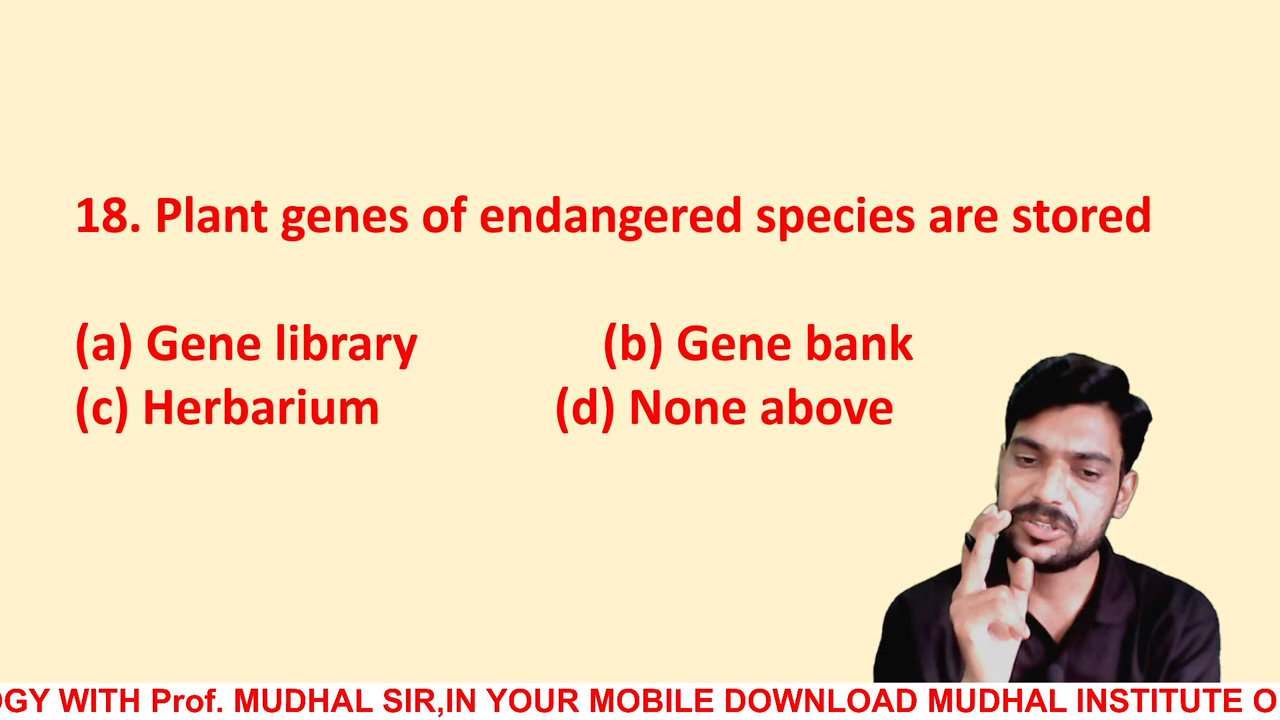 18. Plant genes of endangered species are stored
(a) Gene library (b) Gene bank
(c) Herbarium (d) None above
OGY WITH Prof. MUDHAL SIR,IN YOUR MOBILE DOWNLOAD MUDHAL INSTITUTE O